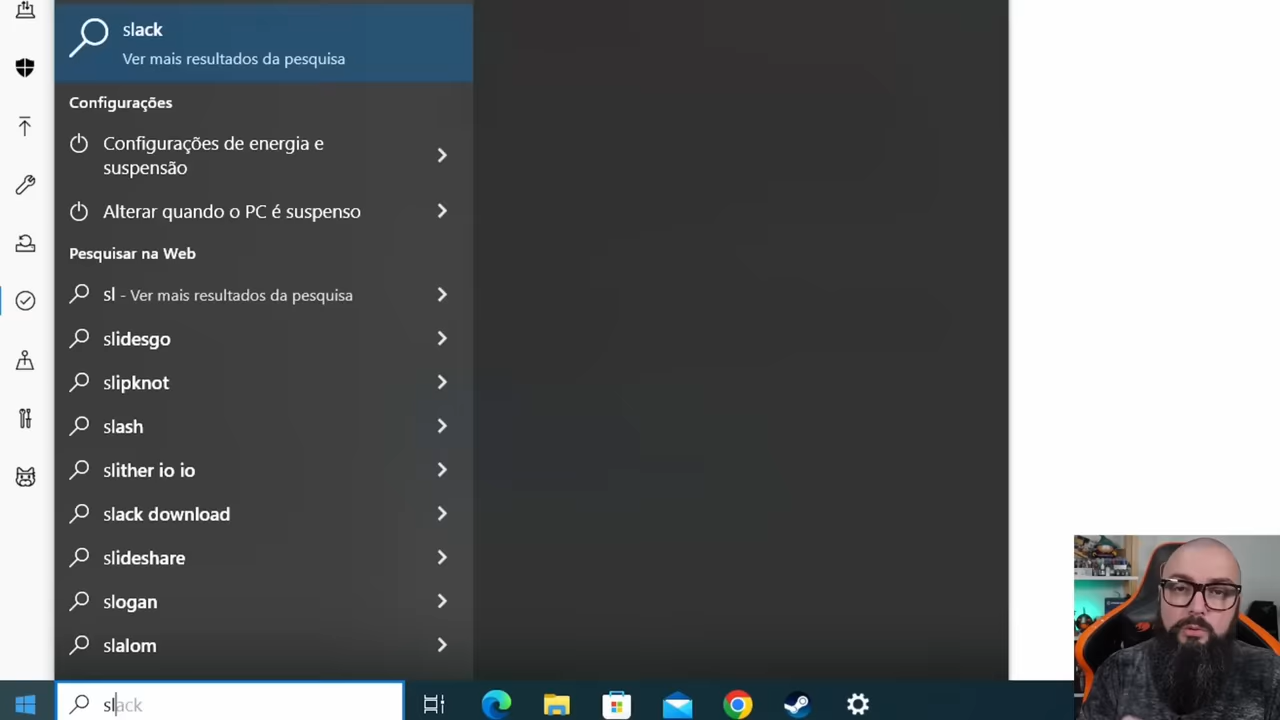 slack
Ver mais resultados da pesquisa
Configurações
Configurações de energia e
suspensão
Alterar quando o PC é suspenso
Pesquisar na Web
sl - Ver mais resultados da pesquisa
slidesgo
slipknot
slash
slither io io
slack download
slideshare
slogan
slalom
slack